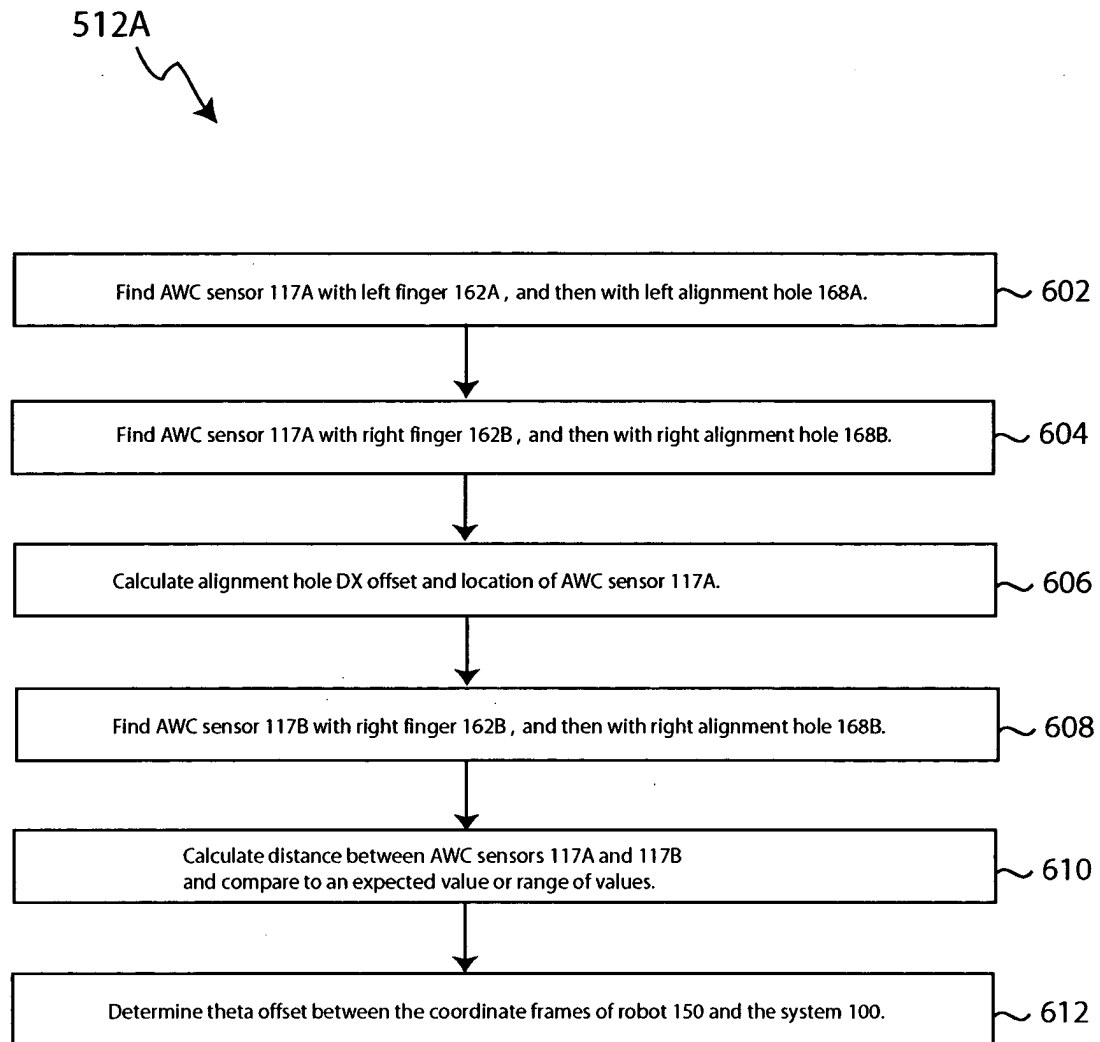 512A
Find AWC sensor 117A with left finger 162A, and then with left alignment hole 168A.
602
Find AWC sensor 117A with right finger 162B, and then with right alignment hole 168B.
604
Calculate alignment hole DX offset and location of AWC sensor 117A.
606
Find AWC sensor 117B with right finger 162B, and then with right alignment hole 168B.
608
Calculate distance between AWC sensors 117A and 117B
and compare to an expected value or range of values.
610
Determine theta offset between the coordinate frames of robot 150 and the system 100.
612